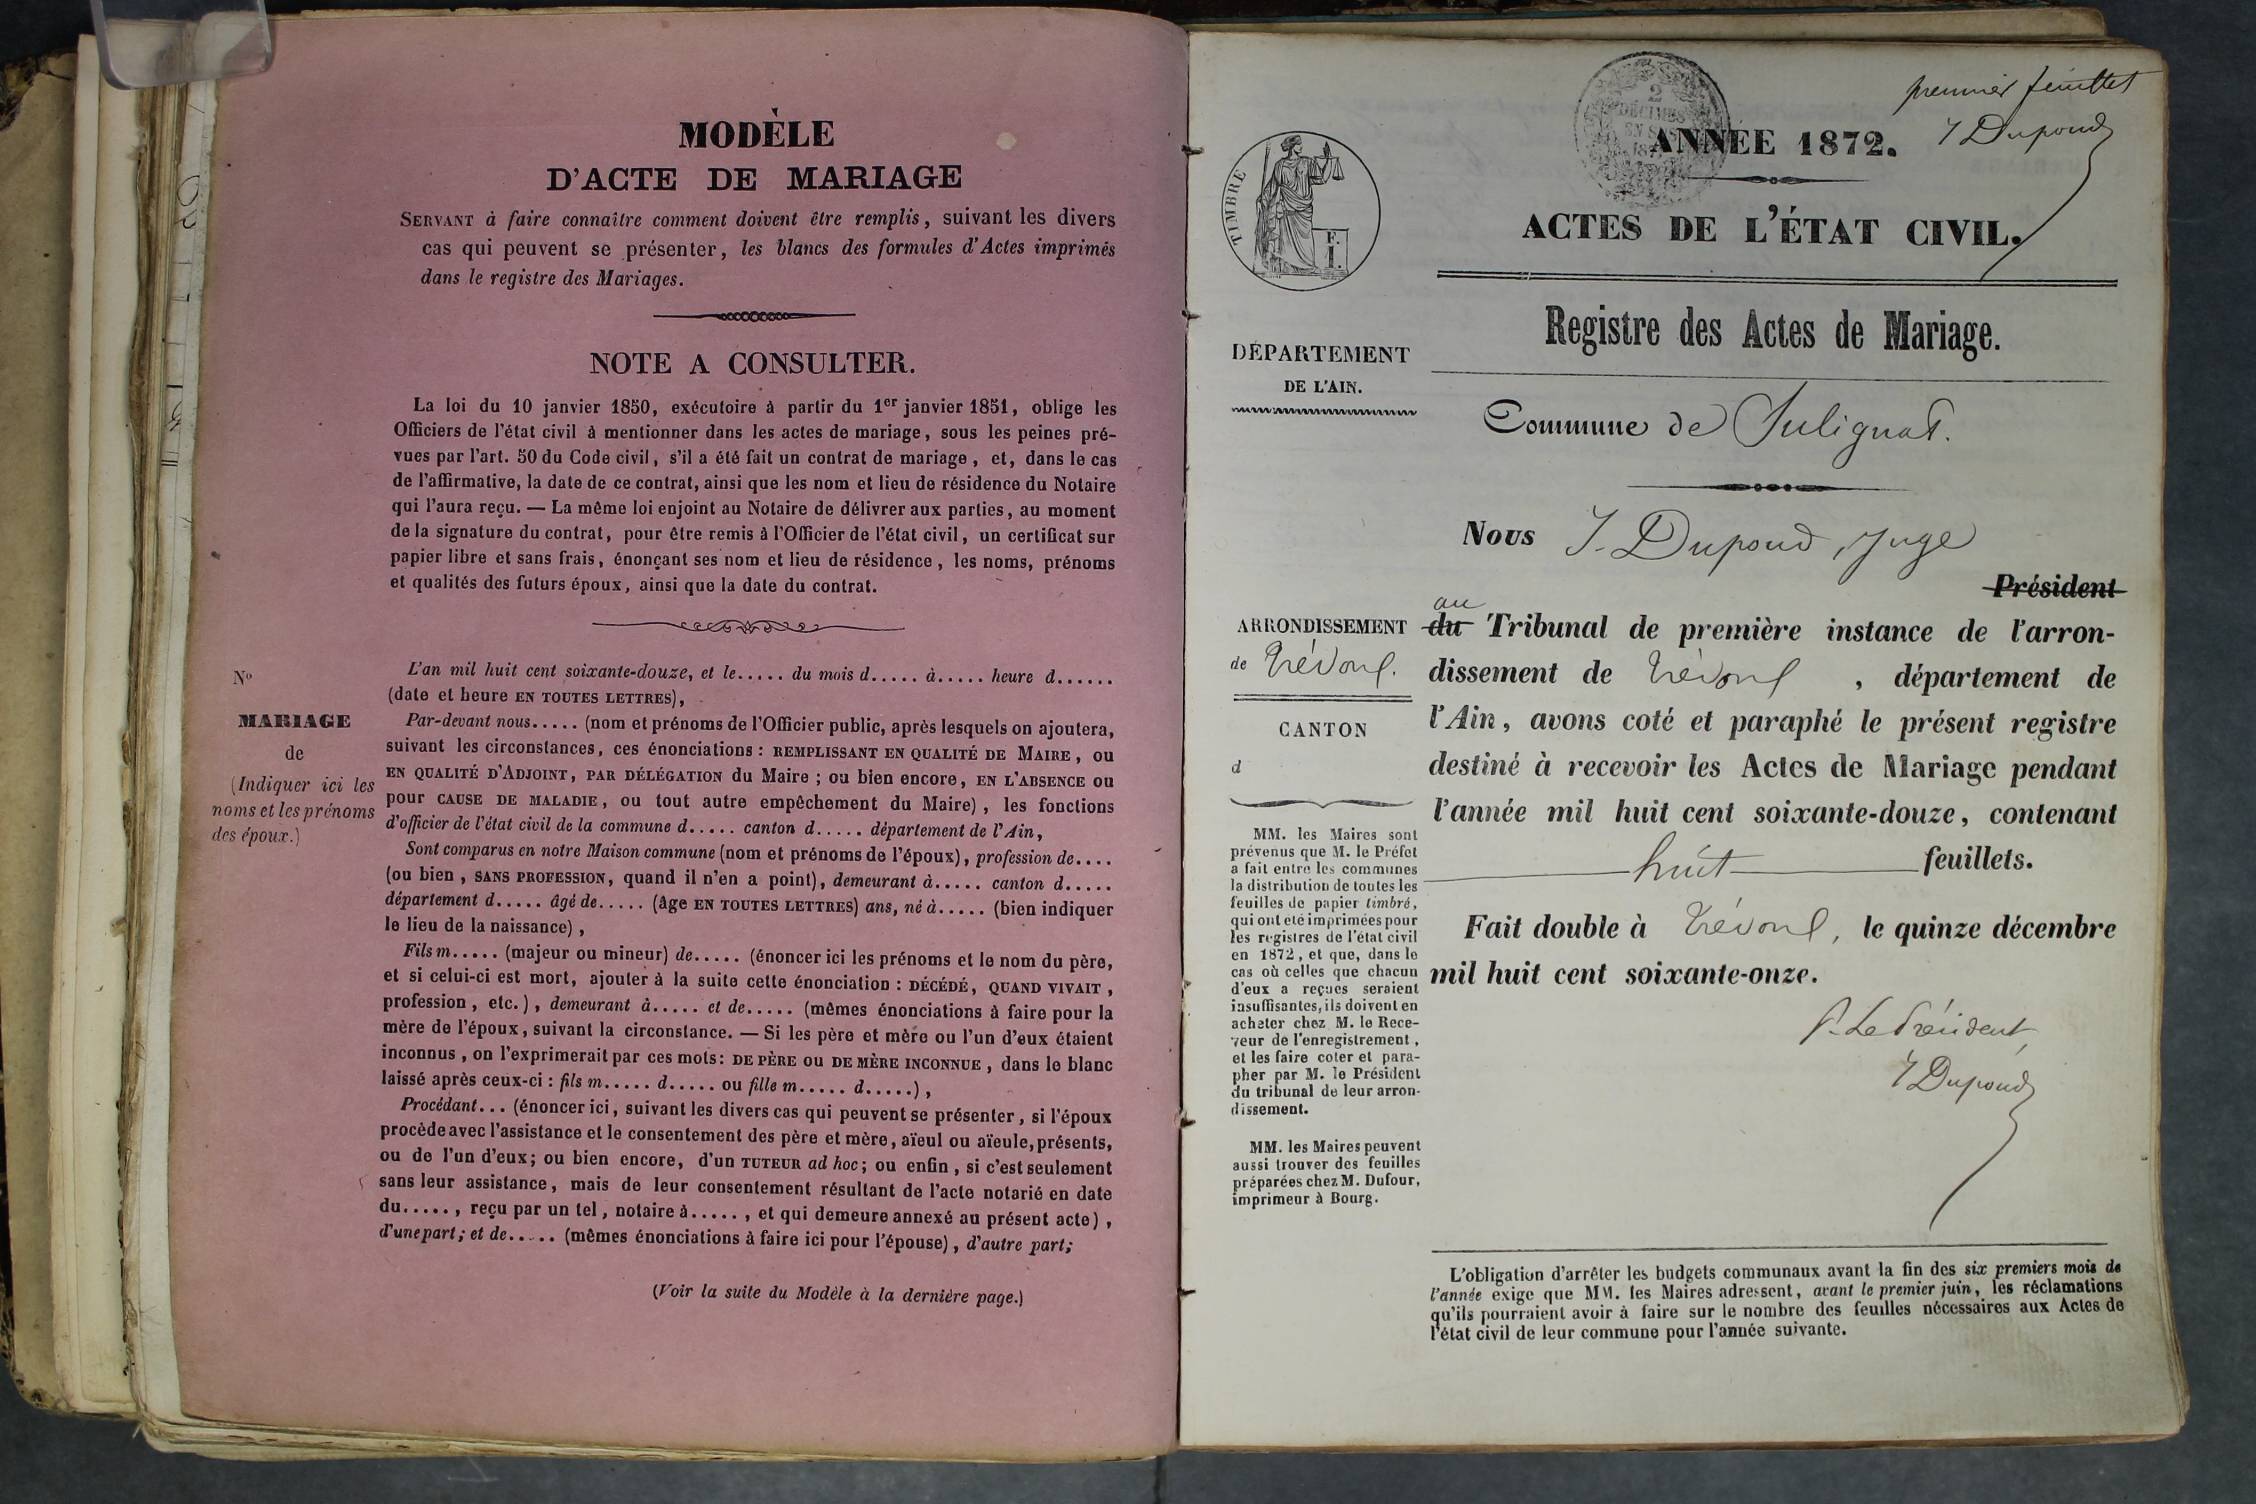 MODÈLE
D'ACTE DE MARIAGE
SERVANT à faire connaître comment doivent être remplis, suivant les divers
cas qui peuvent se présenter, les blancs des formules d'Actes imprimés
dans le registre des Mariages.
NOTE A CONSULTER.
La loi du 10 janvier 1850, exécutoire à partir du 1er janvier 1851, oblige les
Officiers de l'état civil à mentionner dans les actes de mariage, sous les peines pré-
vues par l'art. 50 du Code civil, s'il a été fait un contrat de mariage, et, dans le cas
de l'affirmative, la date de ce contrat, ainsi que les nom et lieu de résidence du Notaire
qui l'aura reçu. — La même loi enjoint au Notaire de délivrer aux parties, au moment
de la signature du contrat, pour être remis à l'Officier de l'état civil, un certificat sur
papier libre et sans frais, énonçant ses nom et lieu de résidence, les noms, prénoms
et qualités des futurs époux, ainsi que la date du contrat.
No
MARIAGE
de
(Indiquer ici les
noms et les prénoms
des époux.)
L'an mil huit cent soixante-douze, et le..... du mois d..... à..... heure d......
(date et heure EN TOUTES LETTRES),
Par-devant nous..... (nom et prénoms de l'Officier public, après lesquels on ajoutera,
suivant les circonstances, ces énonciations : REMPLISSANT EN QUALITÉ DE MAIRE, ou
EN QUALITÉ D'ADJOINT, PAR DÉLÉGATION du Maire ; ou bien encore, EN L'ABSENCE ou
pour CAUSE DE MALADIE, ou tout autre empêchement du Maire), les fonctions
d'officier de l'état civil de la commune d..... canton d..... département de l'Ain,
Sont comparus en notre Maison commune (nom et prénoms de l'époux), profession de....
(ou bien, SANS PROFESSION, quand il n'en a point), demeurant à..... canton d.....
département d..... âgé de..... (âge EN TOUTES LETTRES) ans, né à..... (bien indiquer
le lieu de la naissance),
Fils m..... (majeur ou mineur) de..... (énoncer ici les prénoms et le nom du père,
et si celui-ci est mort, ajouter à la suite cette énonciation : DÉCÉDÉ, QUAND VIVAIT,
profession, etc.), demeurant à..... et de..... (mêmes énonciations à faire pour la
mère de l'époux, suivant la circonstance. — Si les père et mère ou l'un d'eux étaient
inconnus, on l'exprimerait par ces mots : DE PÈRE OU DE MÈRE INCONNUE, dans le blanc
laissé après ceux-ci : fils m..... d..... ou fille m..... d.....),
Procédant... (énoncer ici, suivant les divers cas qui peuvent se présenter, si l'époux
procède avec l'assistance et le consentement des père et mère, aïeul ou aïeule, présents,
ou de l'un d'eux; ou bien encore, d'un TUTEUR ad hoc; ou enfin, si c'est seulement
sans leur assistance, mais de leur consentement résultant de l'acte notarié en date
du....., reçu par un tel, notaire à....., et qui demeure annexé au présent acte),
d'une part; et de..... (mêmes énonciations à faire ici pour l'épouse), d'autre part;
(Voir la suite du Modèle à la dernière page.)
premier feuillet
J Dupoud
2
DÉCIMES
TIMBRE
F.
1.
ANNÉE 1872.
ACTES DE L'ÉTAT CIVIL.
Registre des Actes de Mariage.
Commune de Sulignat.
DÉPARTEMENT
DE L'AIN.
ARRONDISSEMENT
de Trévoux.
CANTON
d
MM. les Maires sont
prévenus que M. le Préfet
a fait entre les communes
la distribution de toutes les
feuilles de papier timbré,
qui ont été imprimées pour
les registres de l'état civil
en 1872, et que, dans le
cas où celles que chacun
d'eux a reçues seraient
insuffisantes, ils doivent en
acheter chez M. le Rece-
veur de l'enregistrement,
et les faire coter et para-
pher par M. le Président
du tribunal de leur arron-
dissement.
MM. les Maires peuvent
aussi trouver des feuilles
préparées chez M. Dufour,
imprimeur à Bourg.
Nous J. Dupoud, Juge
Président
au
du Tribunal de première instance de l'arron-
dissement de Trévoux, département de
l'Ain, avons coté et paraphé le présent registre
destiné à recevoir les Actes de Mariage pendant
l'année mil huit cent soixante-douze, contenant
huit feuillets.
Fait double à Trévoux, le quinze décembre
mil huit cent soixante-onze.
P. Le Président,
J Dupoud
L'obligation d'arrêter les budgets communaux avant la fin des six premiers mois de
l'année exige que MM. les Maires adressent, avant le premier juin, les réclamations
qu'ils pourraient avoir à faire sur le nombre des feuilles nécessaires aux Actes de
l'état civil de leur commune pour l'année suivante.